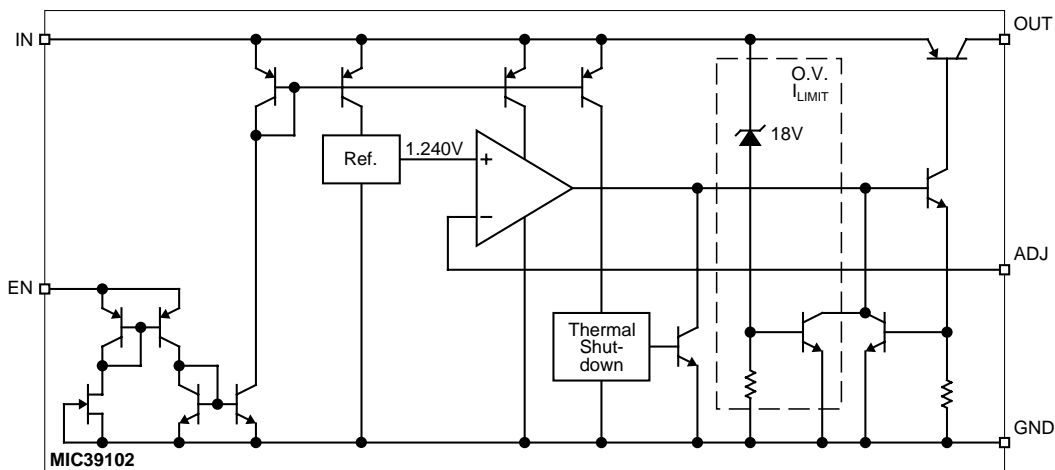 OUT
IN
O.V.
ILIMIT
18V
Ref.
1.240V
+
−
ADJ
EN
Thermal
Shut-
down
GND
MIC39102